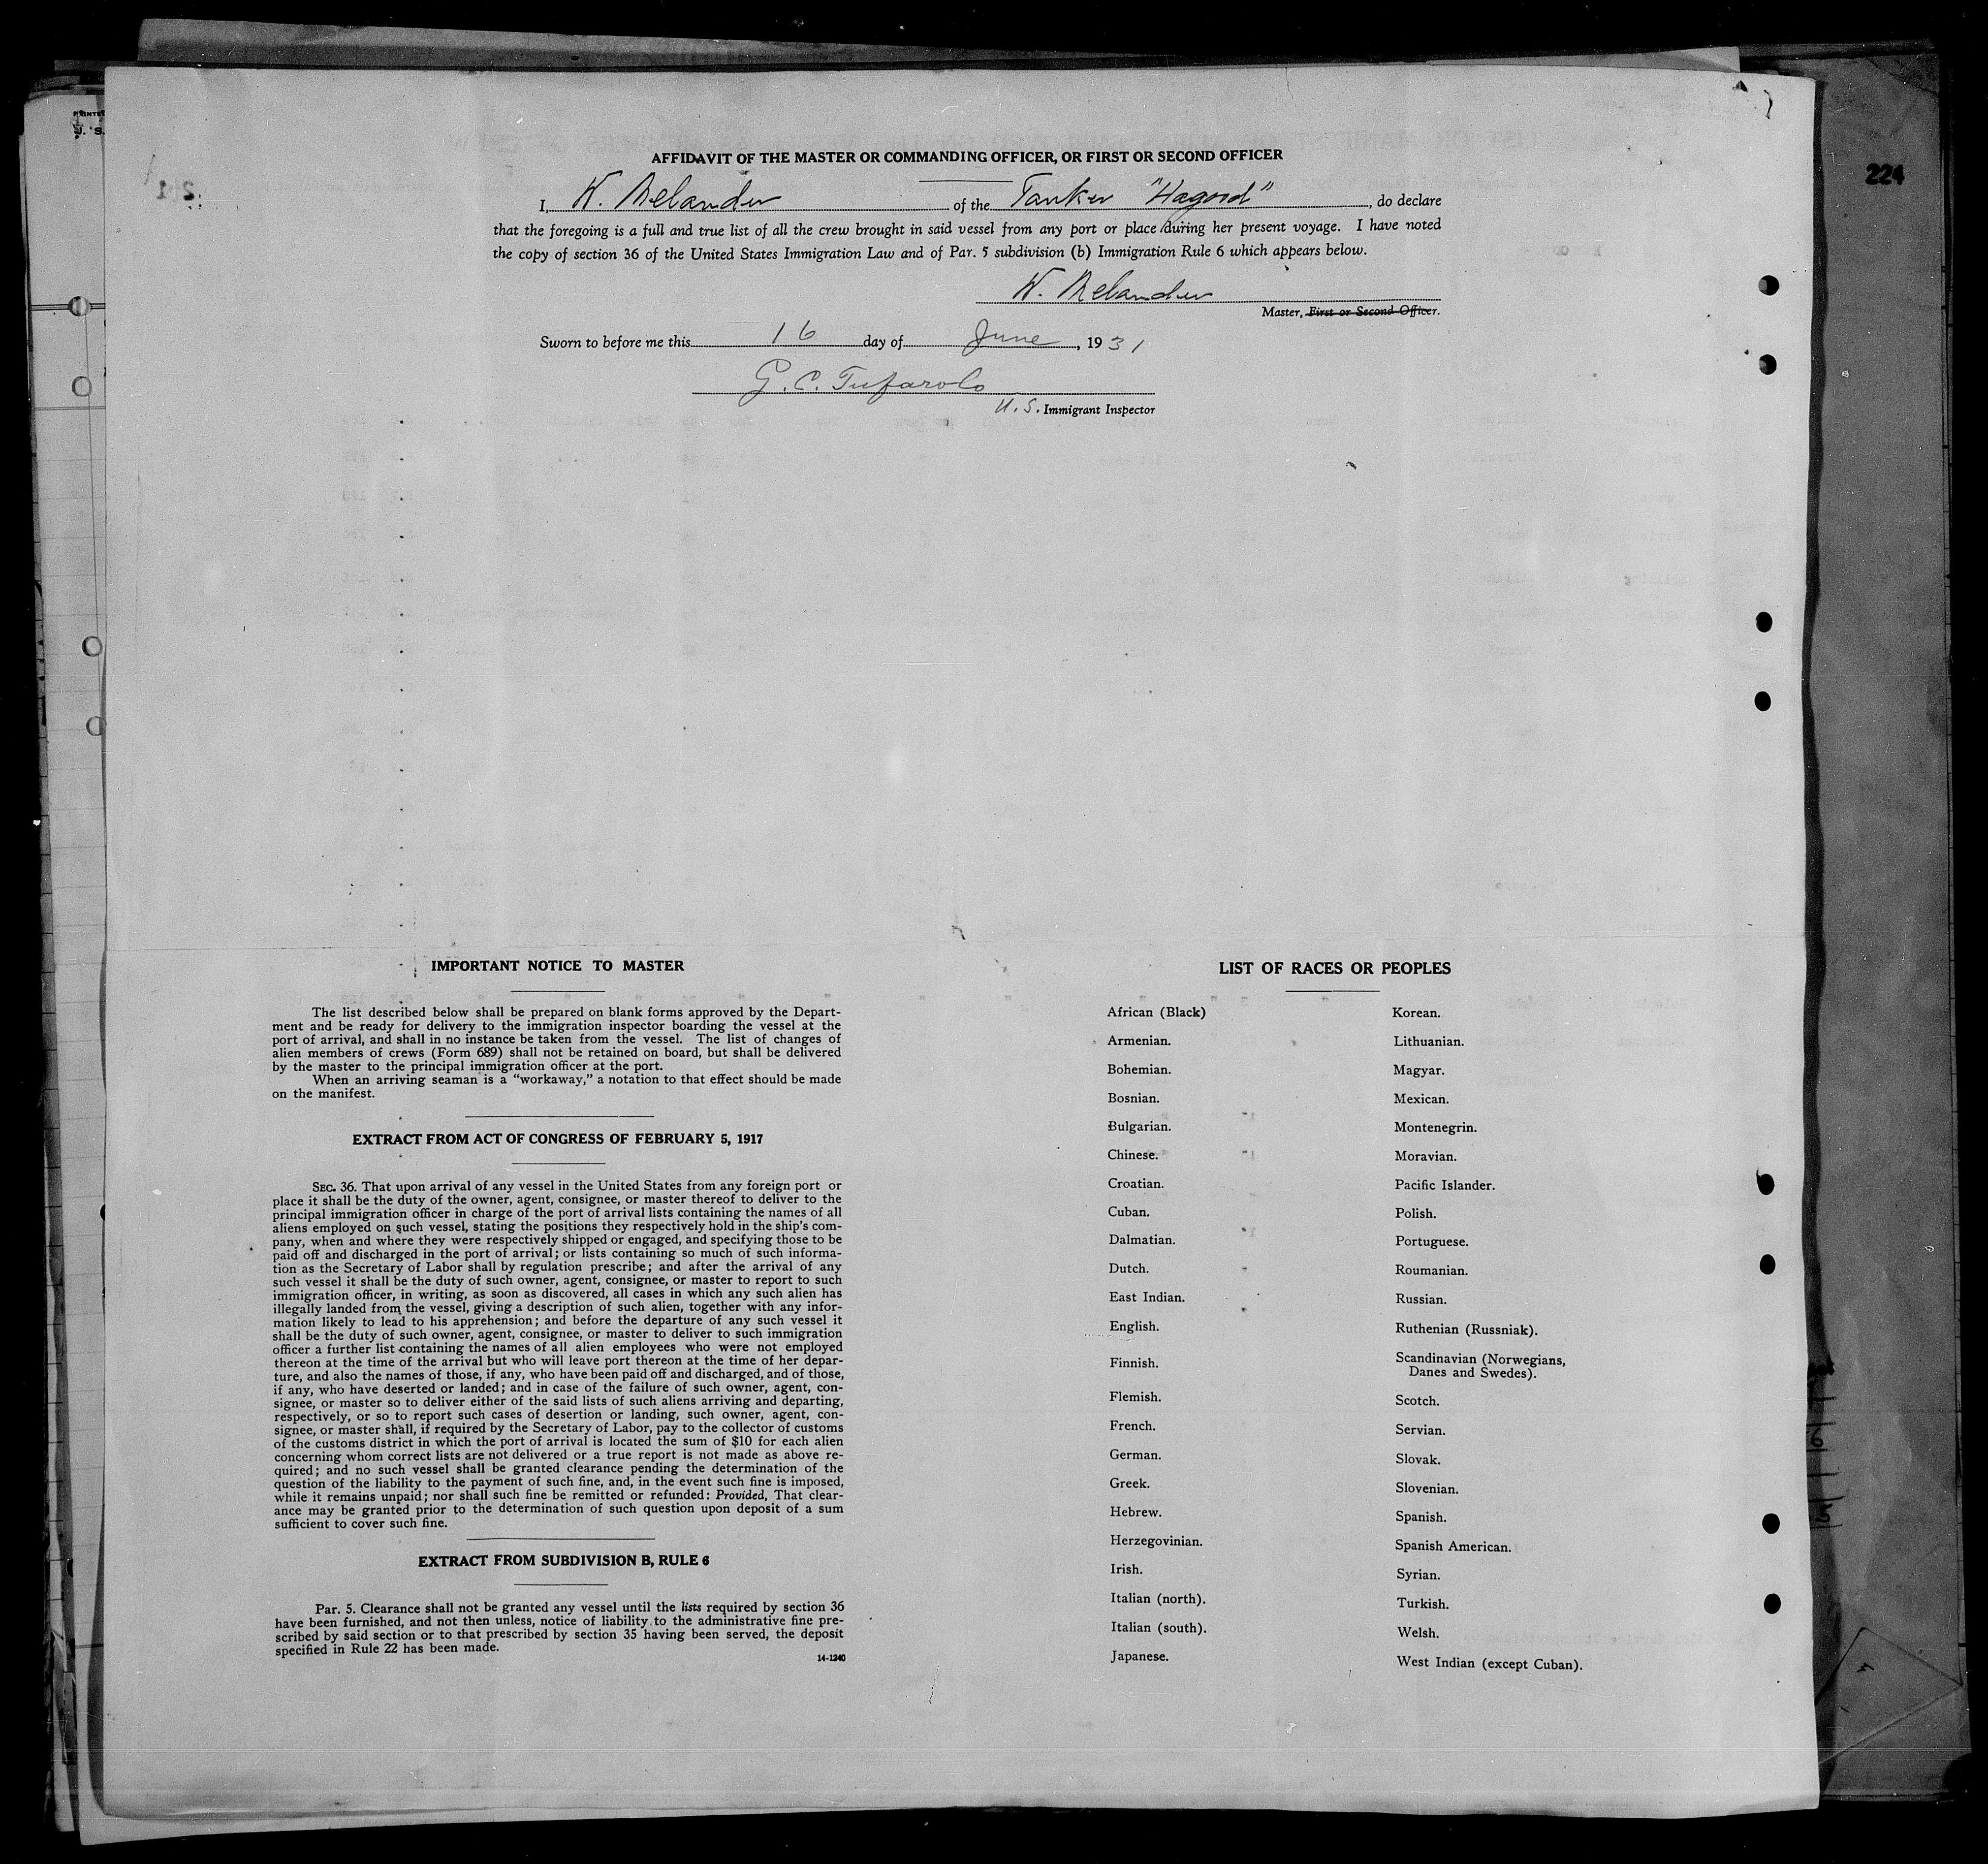 AFFIDAVIT OF THE MASTER OR COMMANDING OFFICER, OR FIRST OR SECOND OFFICER
I, W. Melander of the Tanker "Hagood", do declare
that the foregoing is a full and true list of all the crew brought in said vessel from any port or place during her present voyage. I have noted
the copy of section 36 of the United States Immigration Law and of Par. 5 subdivision (b) Immigration Rule 6 which appears below.
W. Melander
Master, First or Second Officer.
Sworn to before me this 16 day of June, 1931
G. C. Tufarolo
U. S. Immigrant Inspector
224
IMPORTANT NOTICE TO MASTER
The list described below shall be prepared on blank forms approved by the Depart-
ment and be ready for delivery to the immigration inspector boarding the vessel at the
port of arrival, and shall in no instance be taken from the vessel. The list of changes of
alien members of crews (Form 689) shall not be retained on board, but shall be delivered
by the master to the principal immigration officer at the port.
When an arriving seaman is a "workaway," a notation to that effect should be made
on the manifest.
EXTRACT FROM ACT OF CONGRESS OF FEBRUARY 5, 1917
SEC. 36. That upon arrival of any vessel in the United States from any foreign port or
place it shall be the duty of the owner, agent, consignee, or master thereof to deliver to the
principal immigration officer in charge of the port of arrival lists containing the names of all
aliens employed on such vessel, stating the positions they respectively hold in the ship's com-
pany, when and where they were respectively shipped or engaged, and specifying those to be
paid off and discharged in the port of arrival; or lists containing so much of such informa-
tion as the Secretary of Labor shall by regulation prescribe; and after the arrival of any
such vessel it shall be the duty of such owner, agent, consignee, or master to report to such
immigration officer, in writing, as soon as discovered, all cases in which any such alien has
illegally landed from the vessel, giving a description of such alien, together with any infor-
mation likely to lead to his apprehension; and before the departure of any such vessel it
shall be the duty of such owner, agent, consignee, or master to deliver to such immigration
officer a further list containing the names of all alien employees who were not employed
thereon at the time of the arrival but who will leave port thereon at the time of her depar-
ture, and also the names of those, if any, who have been paid off and discharged, and of those,
if any, who have deserted or landed; and in case of the failure of such owner, agent, con-
signee, or master so to deliver either of the said lists of such aliens arriving and departing,
respectively, or so to report such cases of desertion or landing, such owner, agent, con-
signee, or master shall, if required by the Secretary of Labor, pay to the collector of customs
of the customs district in which the port of arrival is located the sum of $10 for each alien
concerning whom correct lists are not delivered or a true report is not made as above re-
quired; and no such vessel shall be granted clearance pending the determination of the
question of the liability to the payment of such fine, and, in the event such fine is imposed,
while it remains unpaid; nor shall such fine be remitted or refunded: Provided, That clear-
ance may be granted prior to the determination of such question upon deposit of a sum
sufficient to cover such fine.
EXTRACT FROM SUBDIVISION B, RULE 6
Par. 5. Clearance shall not be granted any vessel until the lists required by section 36
have been furnished, and not then unless, notice of liability to the administrative fine pre-
scribed by said section or to that prescribed by section 35 having been served, the deposit
specified in Rule 22 has been made.
14-1240
LIST OF RACES OR PEOPLES
African (Black)
Armenian.
Bohemian.
Bosnian.
Bulgarian.
Chinese.
Croatian.
Cuban.
Dalmatian.
Dutch.
East Indian.
English.
Finnish.
Flemish.
French.
German.
Greek.
Hebrew.
Herzegovinian.
Irish.
Italian (north).
Italian (south).
Japanese.
Korean.
Lithuanian.
Magyar.
Mexican.
Montenegrin.
Moravian.
Pacific Islander.
Polish.
Portuguese.
Roumanian.
Russian.
Ruthenian (Russniak).
Scandinavian (Norwegians,
Danes and Swedes).
Scotch.
Servian.
Slovak.
Slovenian.
Spanish.
Spanish American.
Syrian.
Turkish.
Welsh.
West Indian (except Cuban).